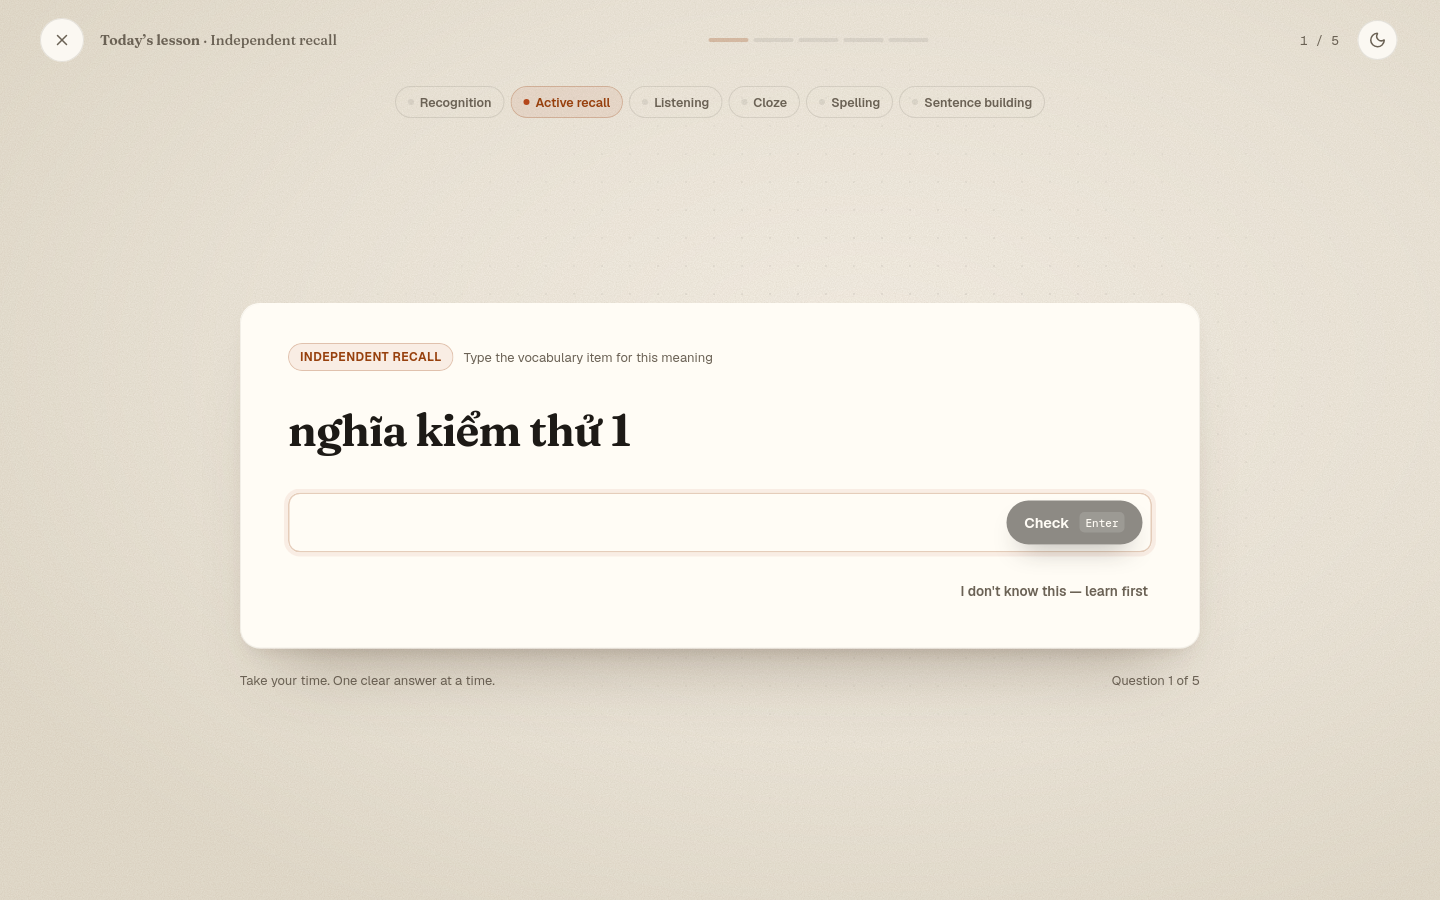 Today’s lesson · Independent recall
1 / 5
Recognition
Active recall
Listening
Cloze
Spelling
Sentence building
INDEPENDENT RECALL
Type the vocabulary item for this meaning
nghĩa kiểm thử 1
Check Enter
I don't know this — learn first
Take your time. One clear answer at a time.
Question 1 of 5